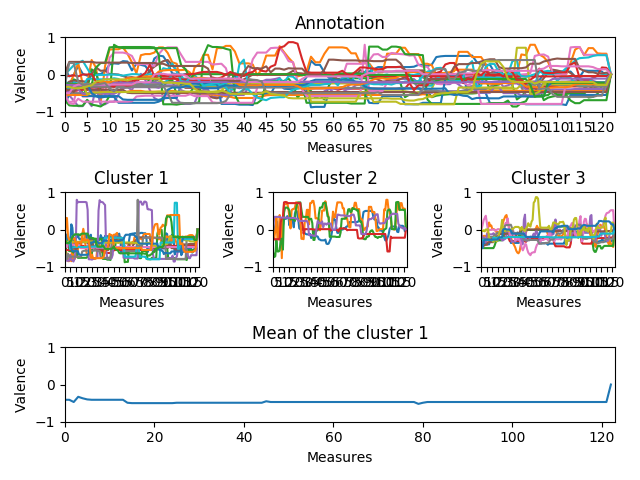 Annotation
Valence
1
0
−1
0 5 10 15 20 25 30 35 40 45 50 55 60 65 70 75 80 85 90 95 100 105 110 115 120
Measures
Cluster 1 Cluster 2 Cluster 3
Valence Valence Valence
1 1 1
0 0 0
−1 −1 −1
Measures Measures Measures
Mean of the cluster 1
Valence
1
0
−1
0 20 40 60 80 100 120
Measures